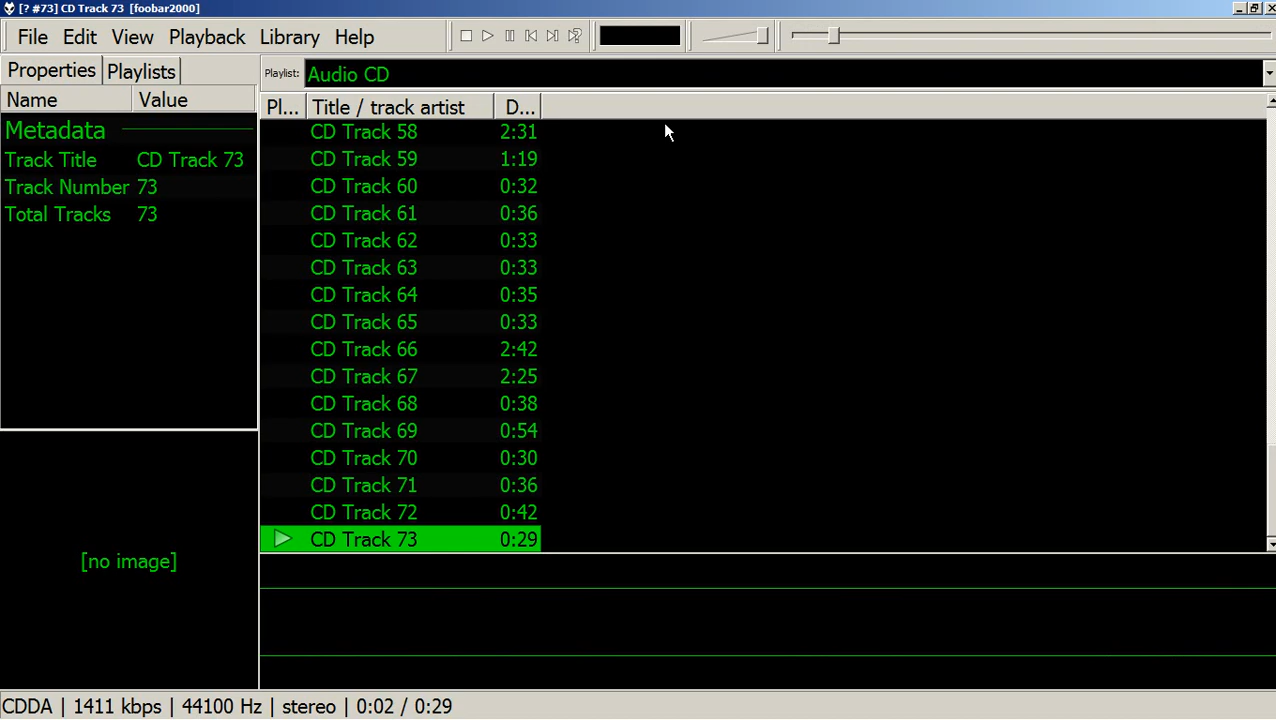 [? #73] CD Track 73 [foobar2000]
File Edit View Playback Library Help
Properties Playlists
Playlist: Audio CD
Name Value
Pl... Title / track artist D...
Metadata
Track Title CD Track 73
Track Number 73
Total Tracks 73
CD Track 58 2:31
CD Track 59 1:19
CD Track 60 0:32
CD Track 61 0:36
CD Track 62 0:33
CD Track 63 0:33
CD Track 64 0:35
CD Track 65 0:33
CD Track 66 2:42
CD Track 67 2:25
CD Track 68 0:38
CD Track 69 0:54
CD Track 70 0:30
CD Track 71 0:36
CD Track 72 0:42
CD Track 73 0:29
[no image]
CDDA | 1411 kbps | 44100 Hz | stereo | 0:02 / 0:29